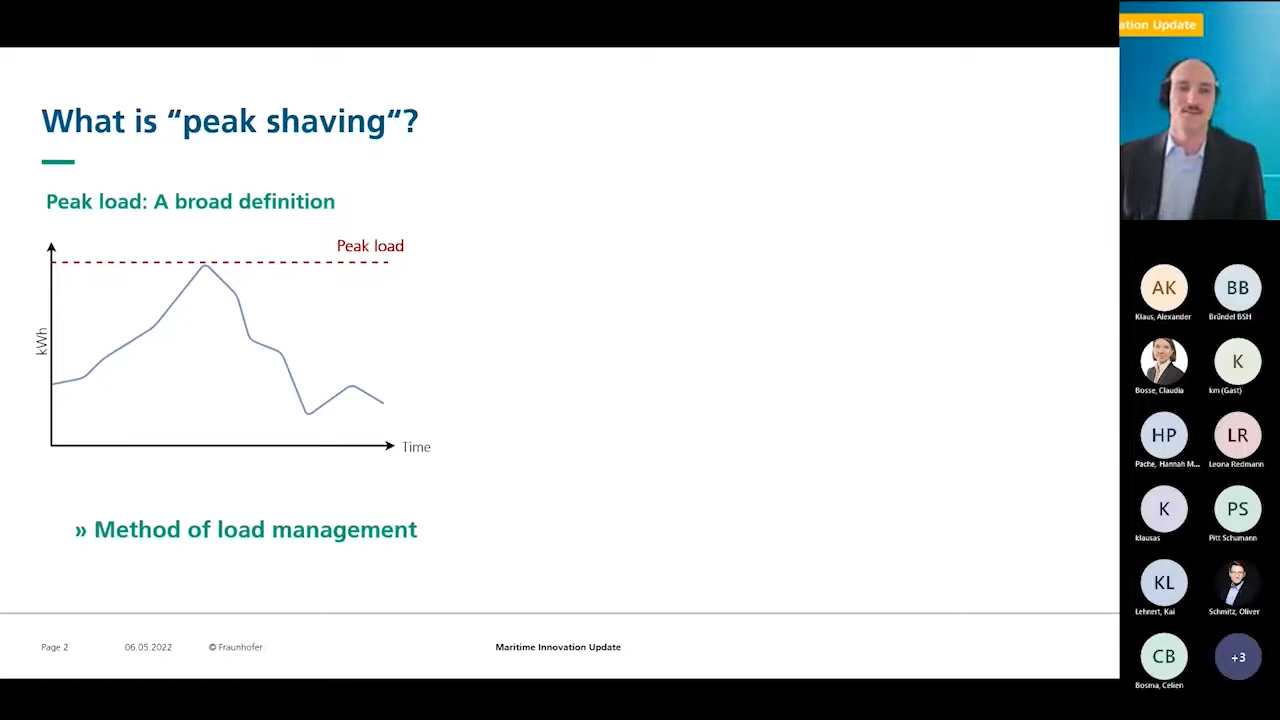 What is “peak shaving“?
Peak load: A broad definition
Peak load
kWh
Time
» Method of load management
Page 2
06.05.2022
© Fraunhofer
Maritime Innovation Update
ation Update
AK
BB
Klaus, Alexander
Bründel BSH
K
Bosse, Claudia
km (Gast)
HP
LR
Pache, Hannah M...
Leona Redmann
K
PS
klausas
Pitt Schumann
KL
Lehnert, Kai
Schmitz, Oliver
CB
+3
Bosma, Celien